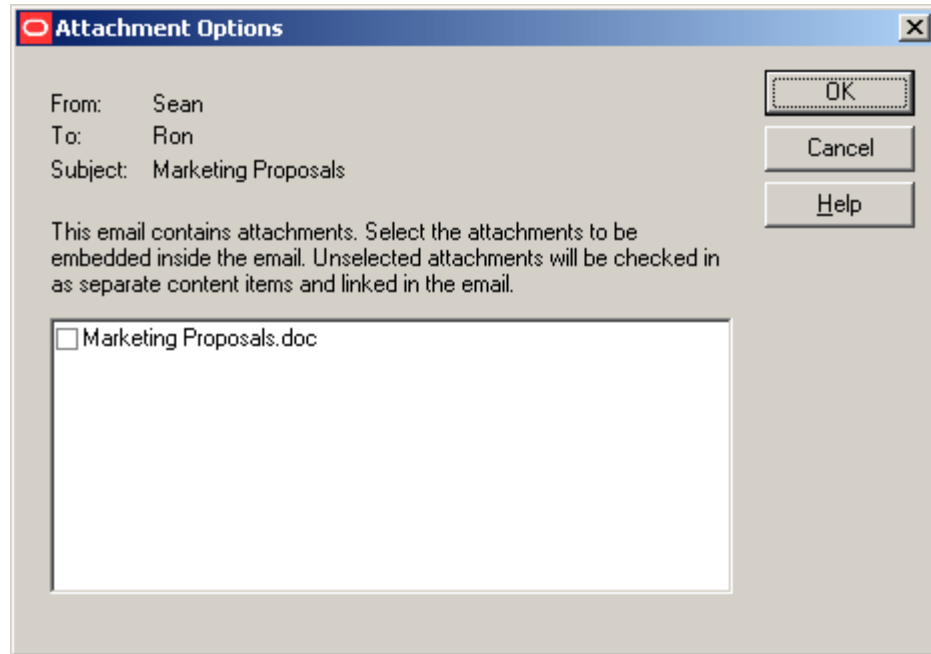 Attachment Options
From: Sean
To: Ron
Subject: Marketing Proposals
OK
Cancel
Help
This email contains attachments. Select the attachments to be
embedded inside the email. Unselected attachments will be checked in
as separate content items and linked in the email.
Marketing Proposals.doc